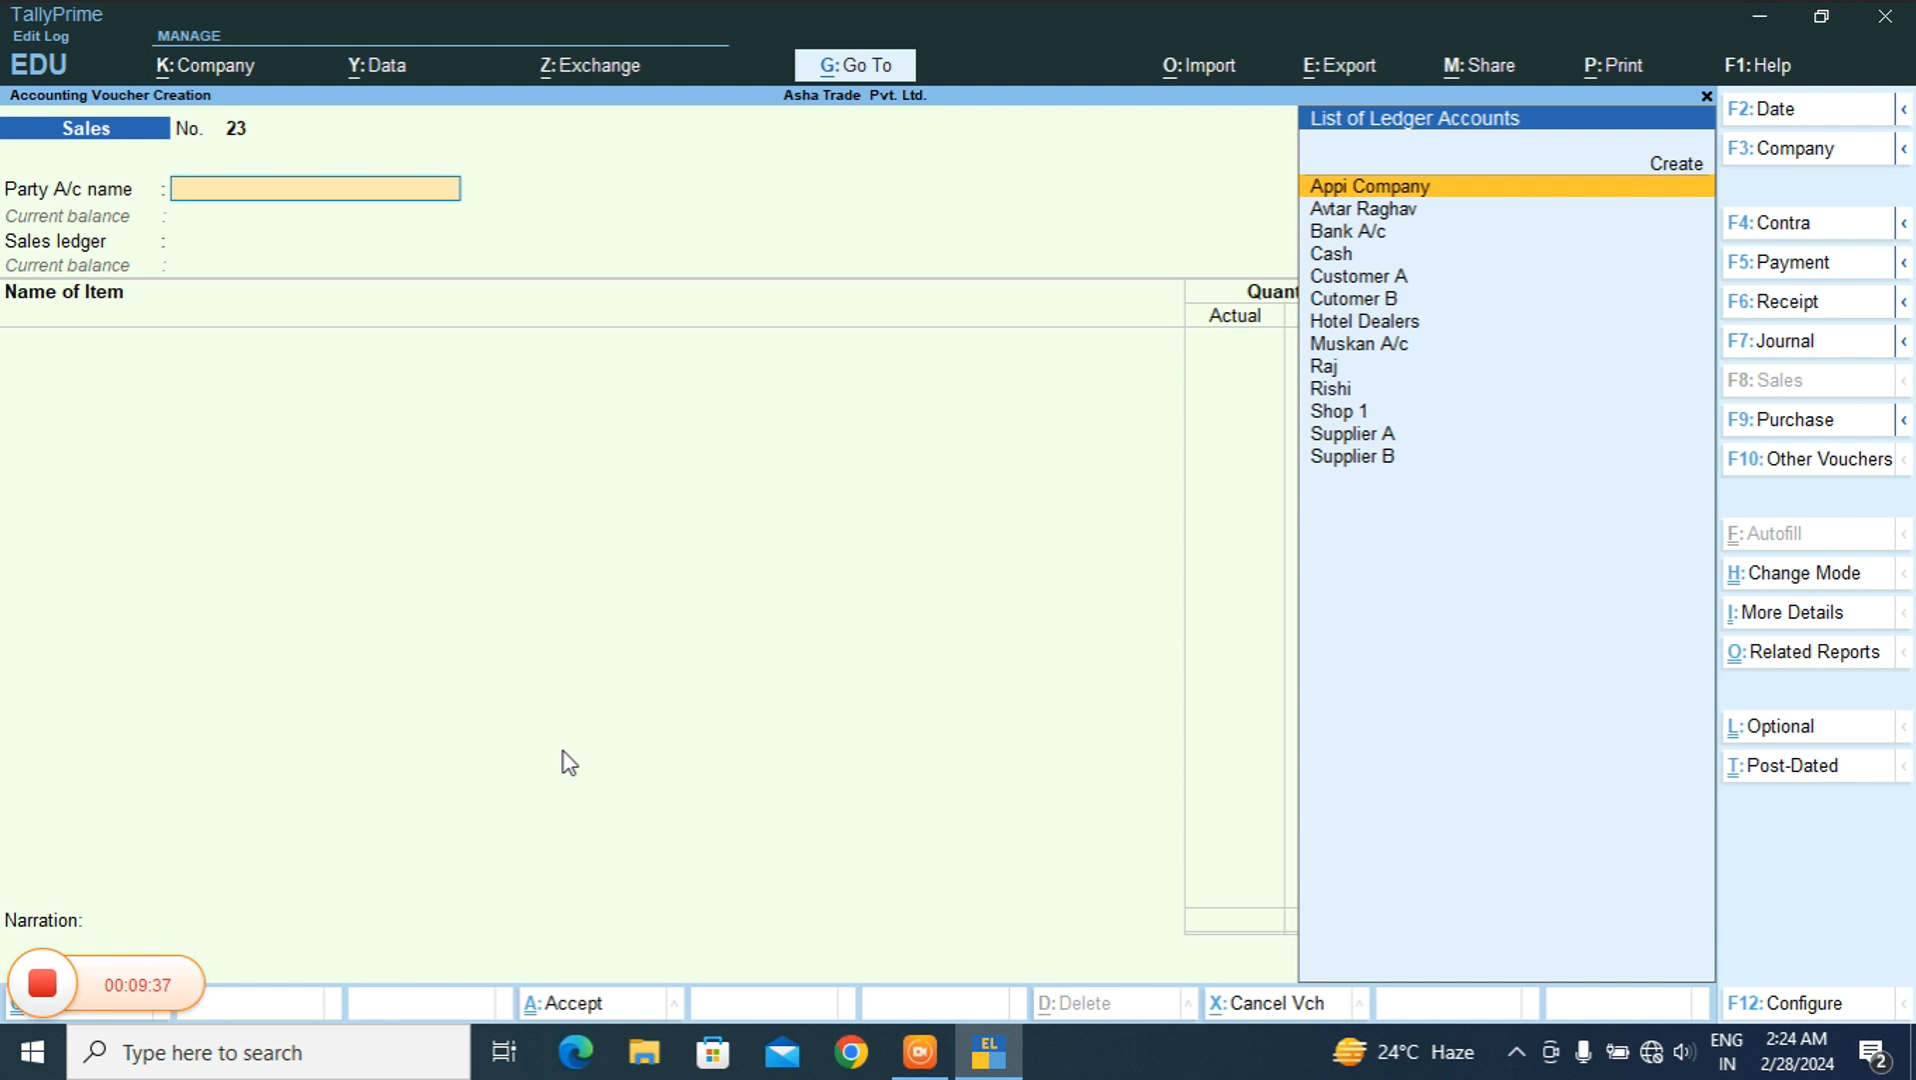 TallyPrime
Edit Log
MANAGE
EDU
K: Company
Y: Data
Z: Exchange
G: Go To
O: Import
E: Export
M: Share
P: Print
F1: Help
Accounting Voucher Creation
Asha Trade Pvt. Ltd.
Sales No. 23
Party A/c name :
Current balance :
Sales ledger :
Current balance :
Name of Item
Quant
Actual
Narration:
List of Ledger Accounts
Create
Appi Company
Avtar Raghav
Bank A/c
Cash
Customer A
Cutomer B
Hotel Dealers
Muskan A/c
Raj
Rishi
Shop 1
Supplier A
Supplier B
F2: Date
F3: Company
F4: Contra
F5: Payment
F6: Receipt
F7: Journal
F8: Sales
F9: Purchase
F10: Other Vouchers
F: Autofill
H: Change Mode
I: More Details
O: Related Reports
L: Optional
T: Post-Dated
F12: Configure
00:09:37
A: Accept
D: Delete
X: Cancel Vch
Type here to search
EL
24°C Haze
ENG
IN
2:24 AM
2/28/2024
2